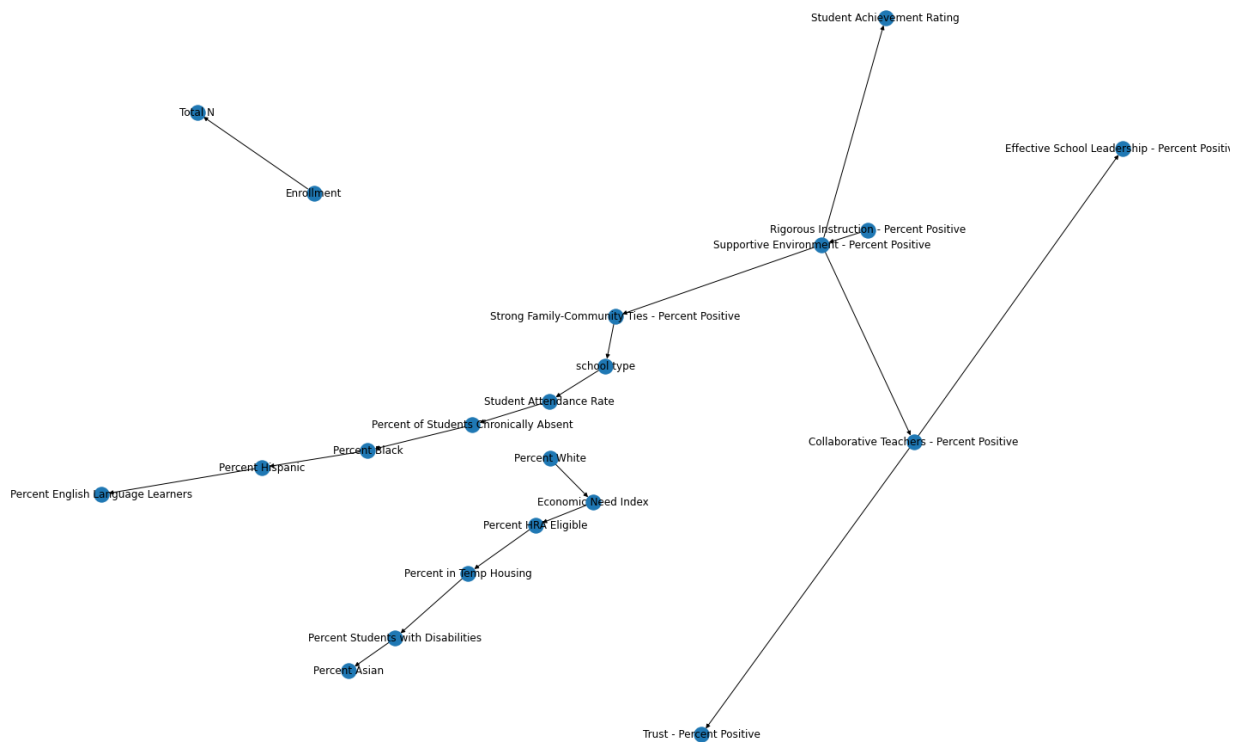 Student Achievement Rating
Total N
Effective School Leadership - Percent Positiv
Enrollment
Rigorous Instruction - Percent Positive
Supportive Environment - Percent Positive
Strong Family-Community Ties - Percent Positive
school type
Student Attendance Rate
Percent of Students Chronically Absent
Collaborative Teachers - Percent Positive
Percent Black
Percent White
Percent Hispanic
Percent English Language Learners
Economic Need Index
Percent HRA Eligible
Percent in Temp Housing
Percent Students with Disabilities
Percent Asian
Trust - Percent Positive